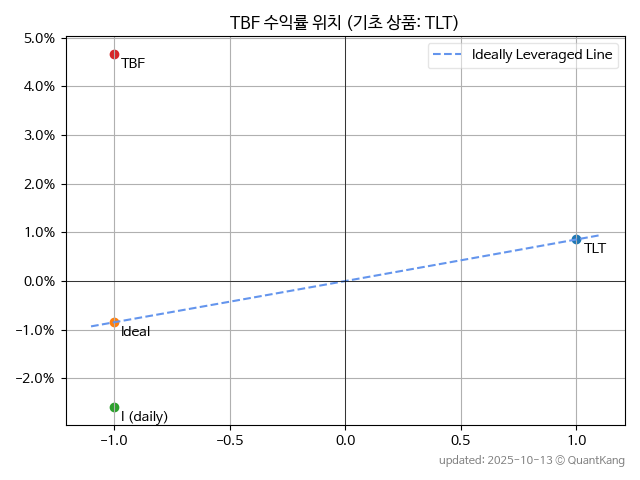 TBF 수익률 위치 (기초 상품: TLT)
5.0%
4.0%
3.0%
2.0%
1.0%
0.0%
-1.0%
-2.0%
Ideally Leveraged Line
TBF
TLT
Ideal
I (daily)
-1.0
-0.5
0.0
0.5
1.0
updated: 2025-10-13 © QuantKang